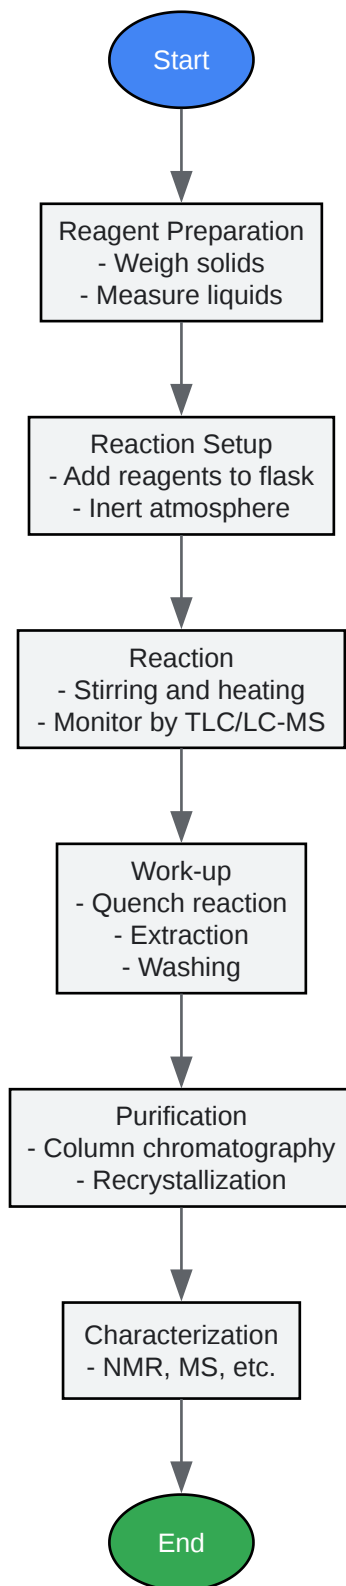 Start
Reagent Preparation
- Weigh solids
- Measure liquids
Reaction Setup
- Add reagents to flask
- Inert atmosphere
Reaction
- Stirring and heating
- Monitor by TLC/LC-MS
Work-up
- Quench reaction
- Extraction
- Washing
Purification
- Column chromatography
- Recrystallization
Characterization
- NMR, MS, etc.
End